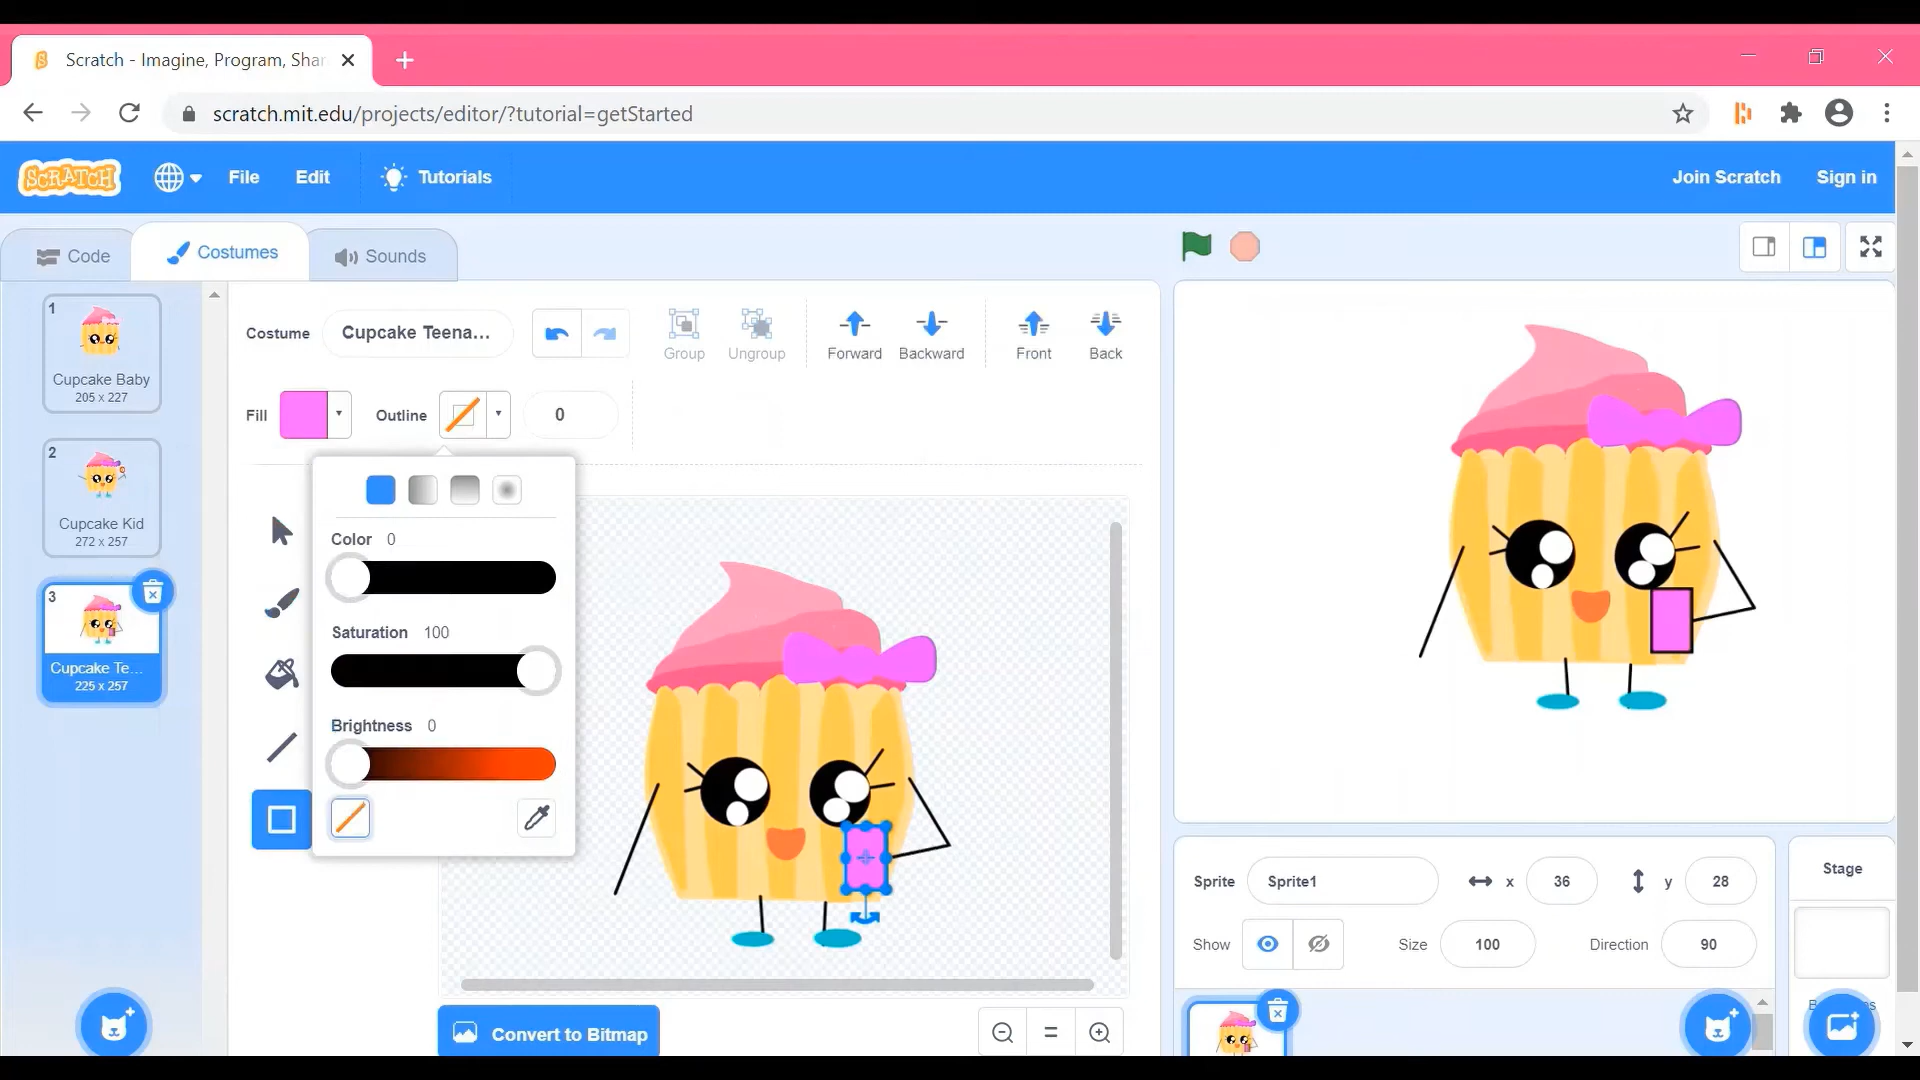 Scratch - Imagine, Program, Shar
scratch.mit.edu/projects/editor/?tutorial=getStarted
SCRATCH File Edit Tutorials Join Scratch Sign in
Code Costumes Sounds
1
Cupcake Baby
205 x 227
2
Cupcake Kid
272 x 257
3
Cupcake Te...
225 x 257
Costume Cupcake Teena... Group Ungroup Forward Backward Front Back
Fill Outline 0
Color 0
Saturation 100
Brightness 0
Convert to Bitmap
Sprite Sprite1 x 36 y 28
Show Size 100 Direction 90
Stage